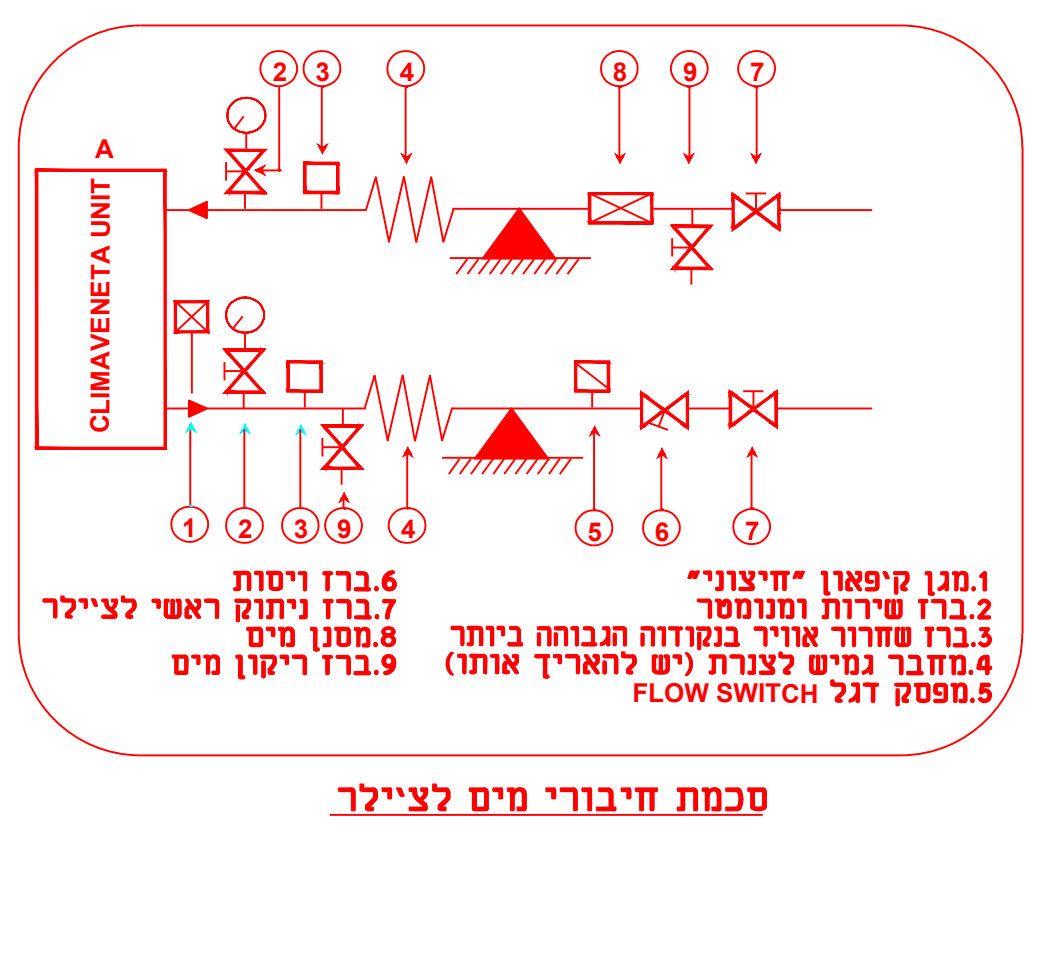 2 3 4 8 9 7
A
CLIMAVENETA UNIT
1 2 3 9 4 5 6 7
1.מגן קיפאון "חיצוני"
2.ברז שירות ומנומטר
3.ברז שחרור אוויר בנקודוה הגבוהה ביותר
4.מחבר גמיש לצנרת (יש להאריך אותו)
5.מפסק דגל FLOW SWITCH
6.ברז ויסות
7.ברז ניתוק ראשי לצ'ילר
8.מסנן מים
9.ברז ריקון מים
סכמת חיבורי מים לצ'ילר